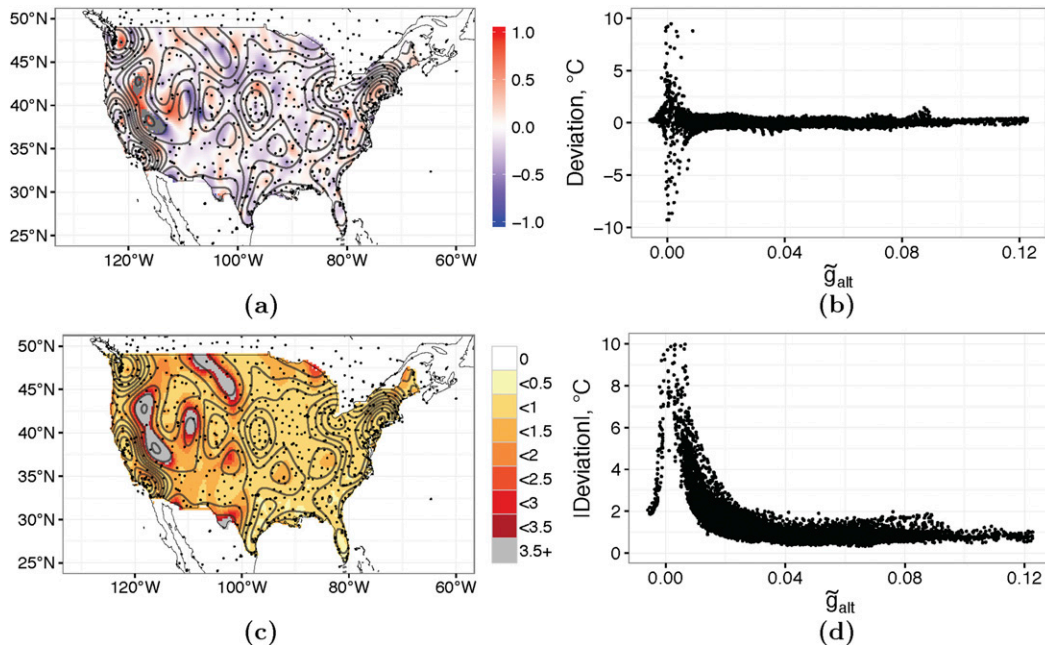 50°N
45°N
40°N
35°N
30°N
25°N
120°W 100°W 80°W 60°W
1.0
0.5
0.0
−0.5
−1.0
(a)
Deviation, °C
10
5
0
−5
−10
0.00 0.04 0.08 0.12
g̃alt
(b)
50°N
45°N
40°N
35°N
30°N
25°N
120°W 100°W 80°W 60°W
0
<0.5
<1
<1.5
<2
<2.5
<3
<3.5
3.5+
(c)
|Deviation|, °C
10
8
6
4
2
0
0.00 0.04 0.08 0.12
g̃alt
(d)